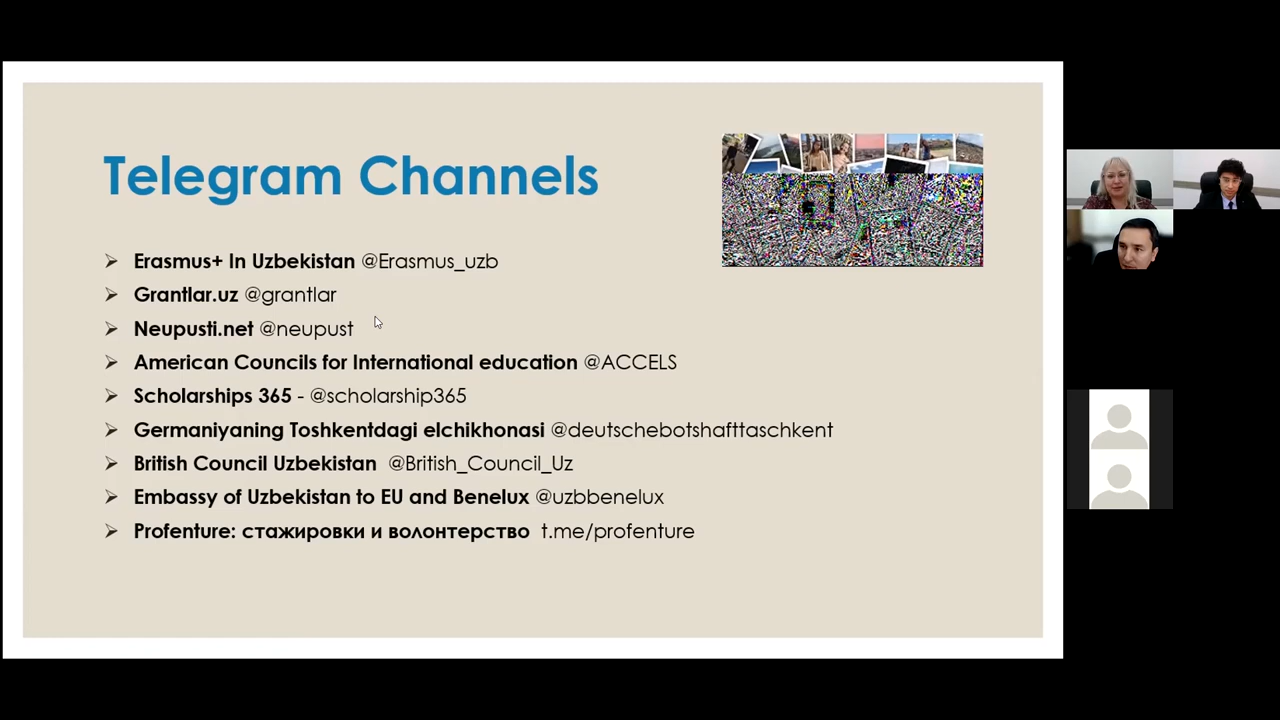 Telegram Channels
Erasmus+ In Uzbekistan @Erasmus_uzb
Grantlar.uz @grantlar
Neupusti.net @neupust
American Councils for International education @ACCELS
Scholarships 365 - @scholarship365
Germaniyaning Toshkentdagi elchikhonasi @deutschebotshafttaschkent
British Council Uzbekistan @British_Council_Uz
Embassy of Uzbekistan to EU and Benelux @uzbbenelux
Profenture: стажировки и волонтерство t.me/profenture